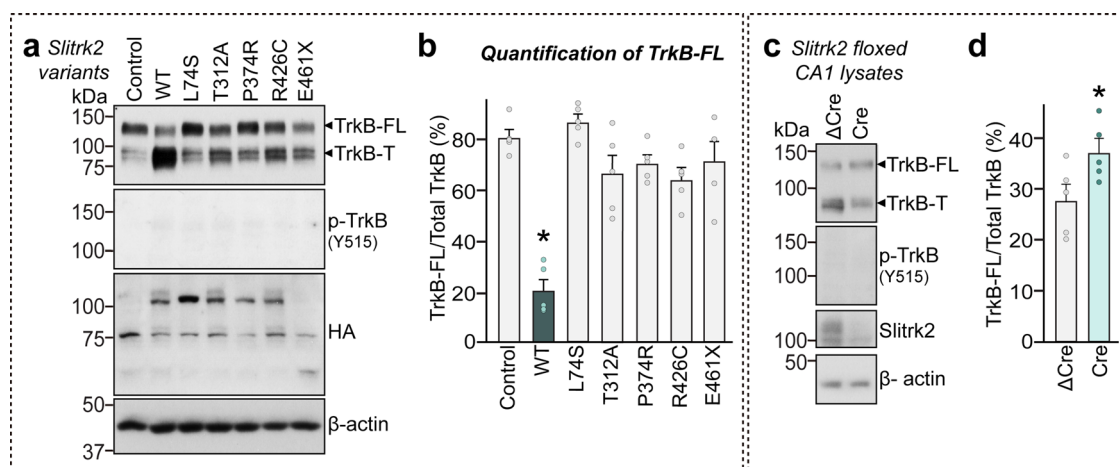 a
Slitrk2
variants
Control
WT
L74S
T312A
P374R
R426C
E461X
kDa
150
100
75
TrkB-FL
TrkB-T
150
100
p-TrkB
(Y515)
100
75
HA
50
37
β-actin
b
Quantification of TrkB-FL
TrkB-FL/Total TrkB (%)
80
60
40
20
0
*
Control
WT
L74S
T312A
P374R
R426C
E461X
c
Slitrk2 floxed
CA1 lysates
ΔCre
Cre
kDa
150
100
TrkB-FL
TrkB-T
150
100
p-TrkB
(Y515)
100
Slitrk2
50
β- actin
d
TrkB-FL/Total TrkB (%)
40
30
20
10
0
*
ΔCre
Cre